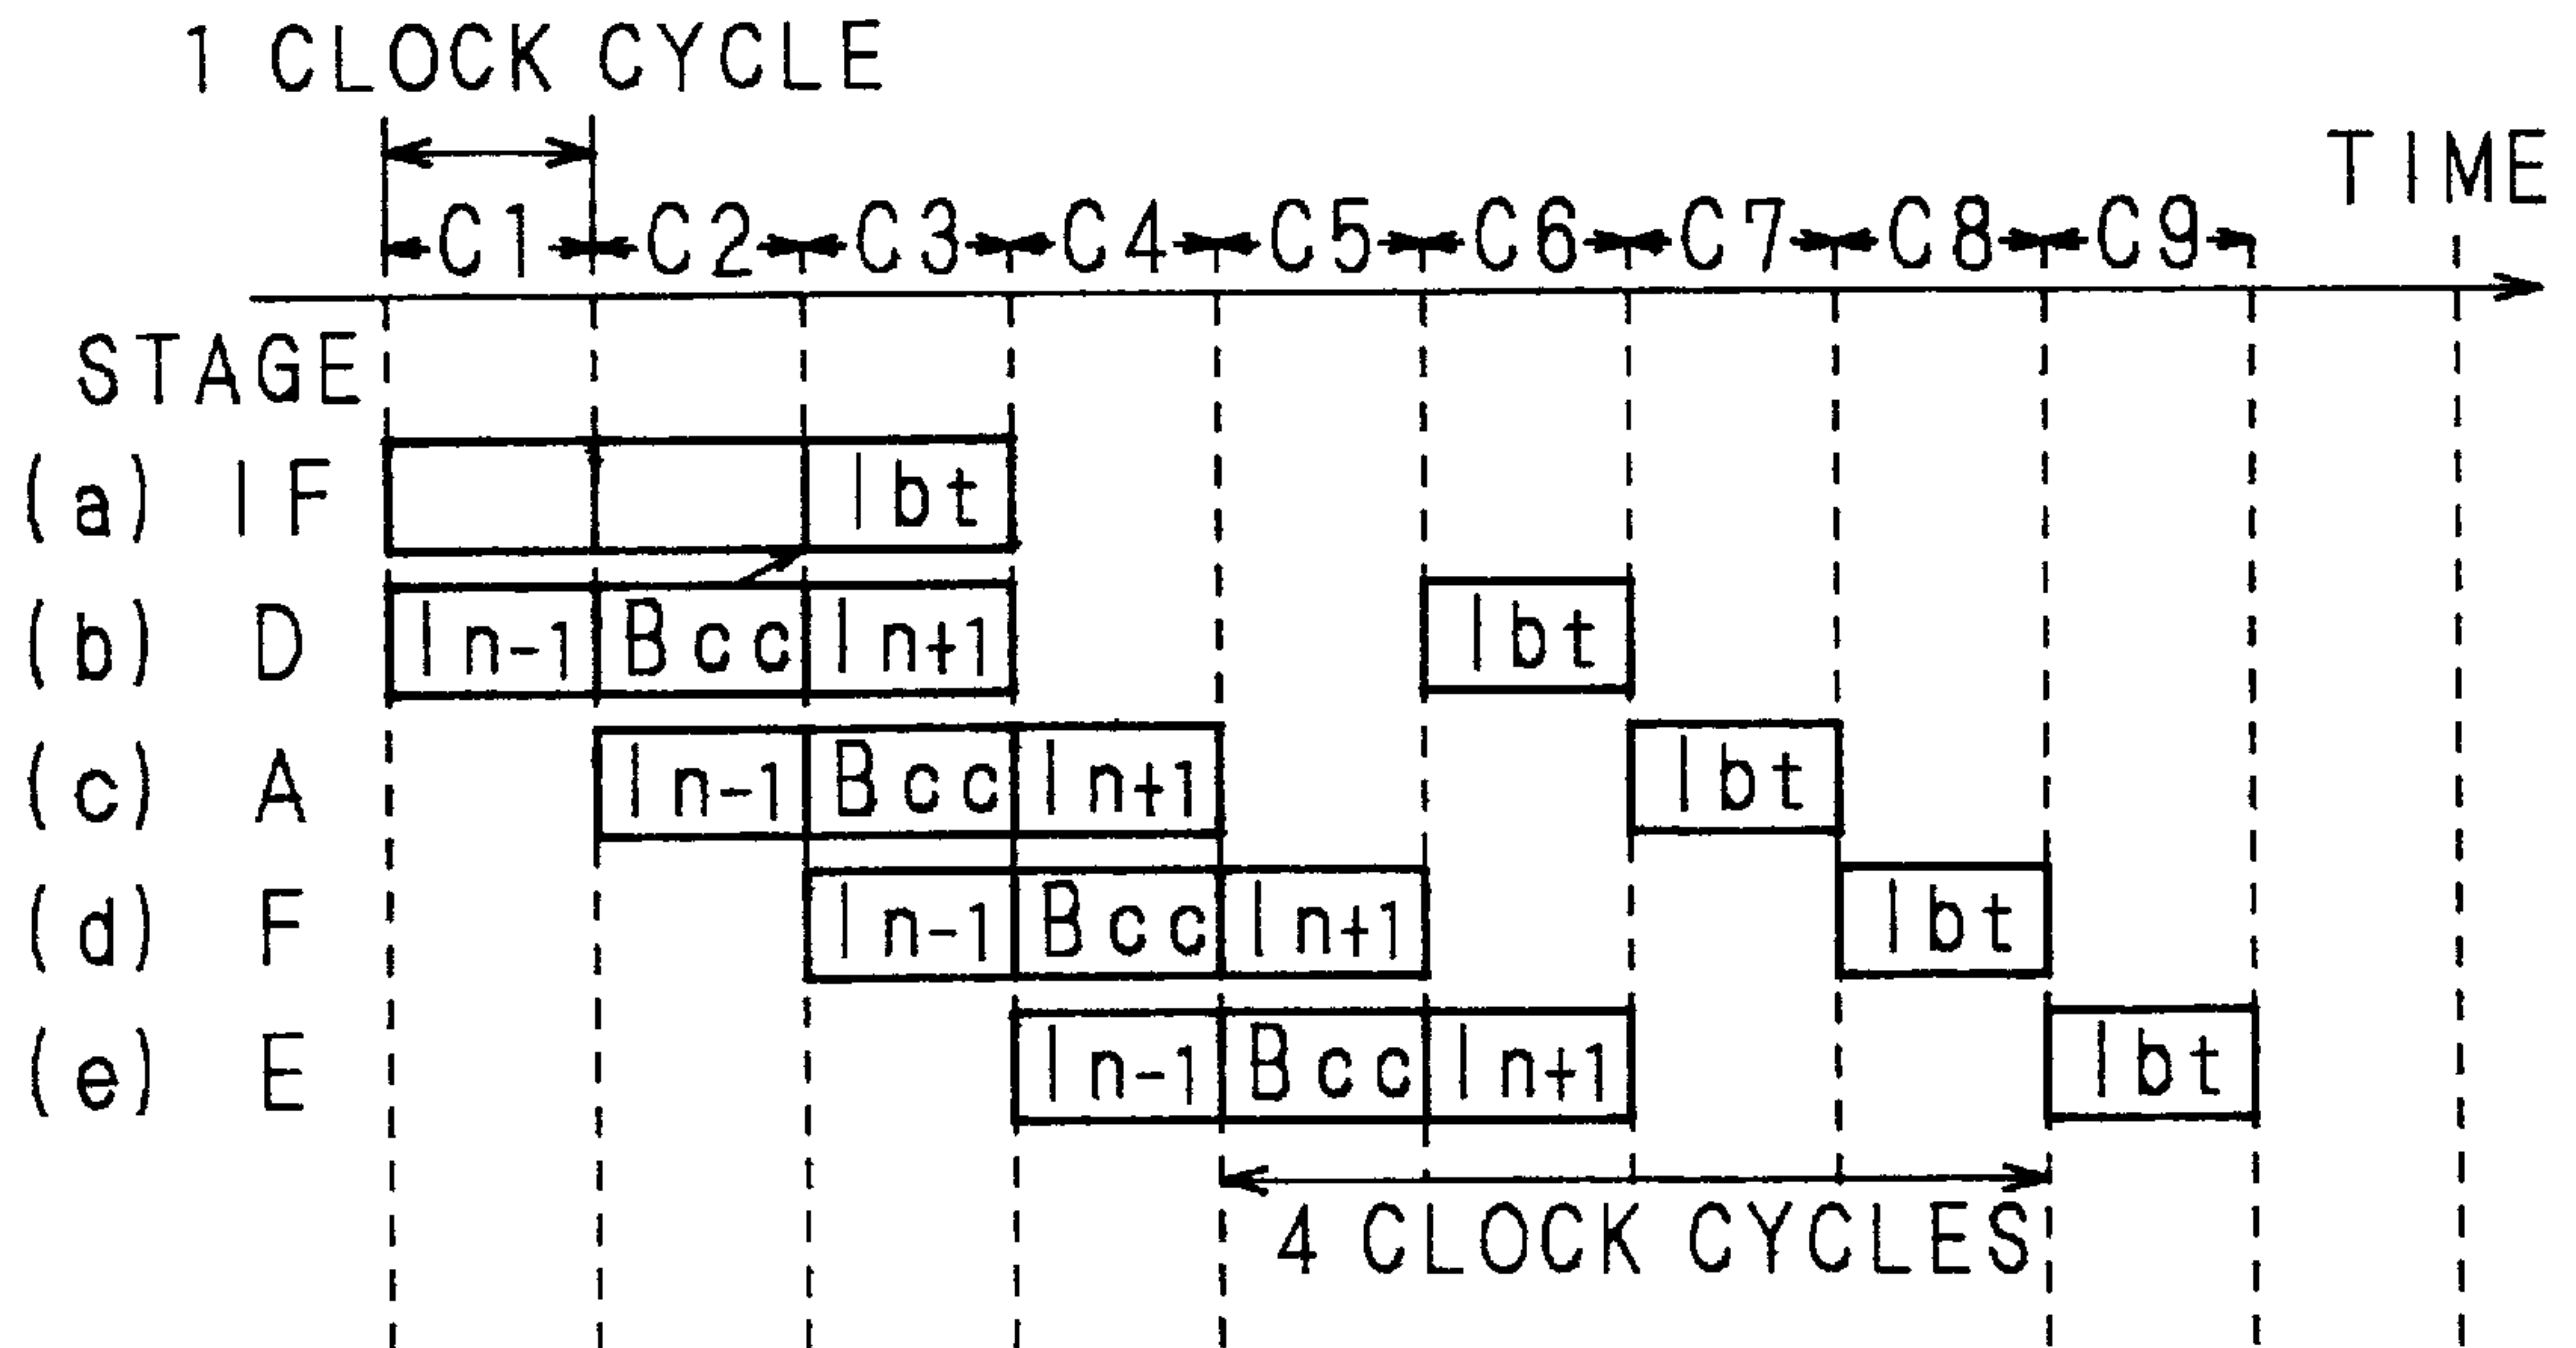 1 CLOCK CYCLE
TIME
C1 C2 C3 C4 C5 C6 C7 C8 C9
STAGE
(a) IF Ibt
(b) D In-1 Bcc In+1 Ibt
(c) A In-1 Bcc In+1 Ibt
(d) F In-1 Bcc In+1 Ibt
(e) E In-1 Bcc In+1 Ibt
4 CLOCK CYCLES